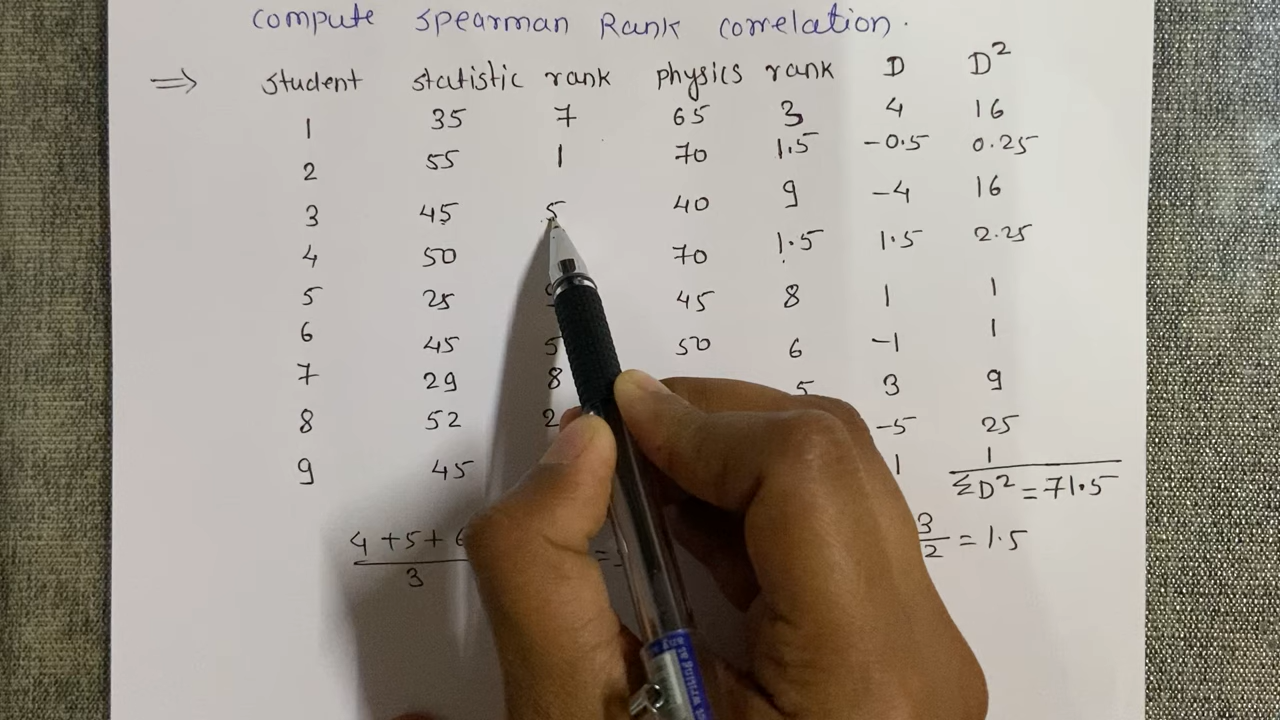 compute spearman Rank correlation.
⇒ student statistic rank physics rank D D²
1 35 7 65 3 4 16
2 55 1 70 1.5 -0.5 0.25
3 45 5 40 9 -4 16
4 50 70 1.5 1.5 2.25
5 25 45 8 1 1
6 45 5 50 6 -1 1
7 29 8 5 3 9
8 52 2 -5 25
9 45 1 1
ΣD² = 71.5
4+5+6
3
=
3/2 = 1.5